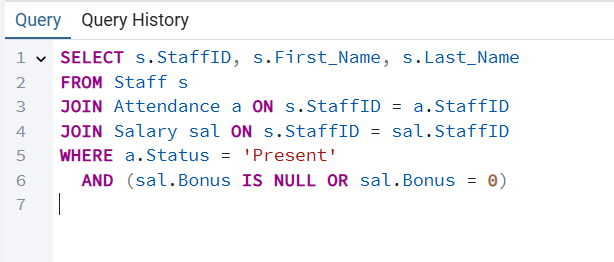 Query Query History
1 SELECT s.StaffID, s.First_Name, s.Last_Name
2 FROM Staff s
3 JOIN Attendance a ON s.StaffID = a.StaffID
4 JOIN Salary sal ON s.StaffID = sal.StaffID
5 WHERE a.Status = 'Present'
6 AND (sal.Bonus IS NULL OR sal.Bonus = 0)
7